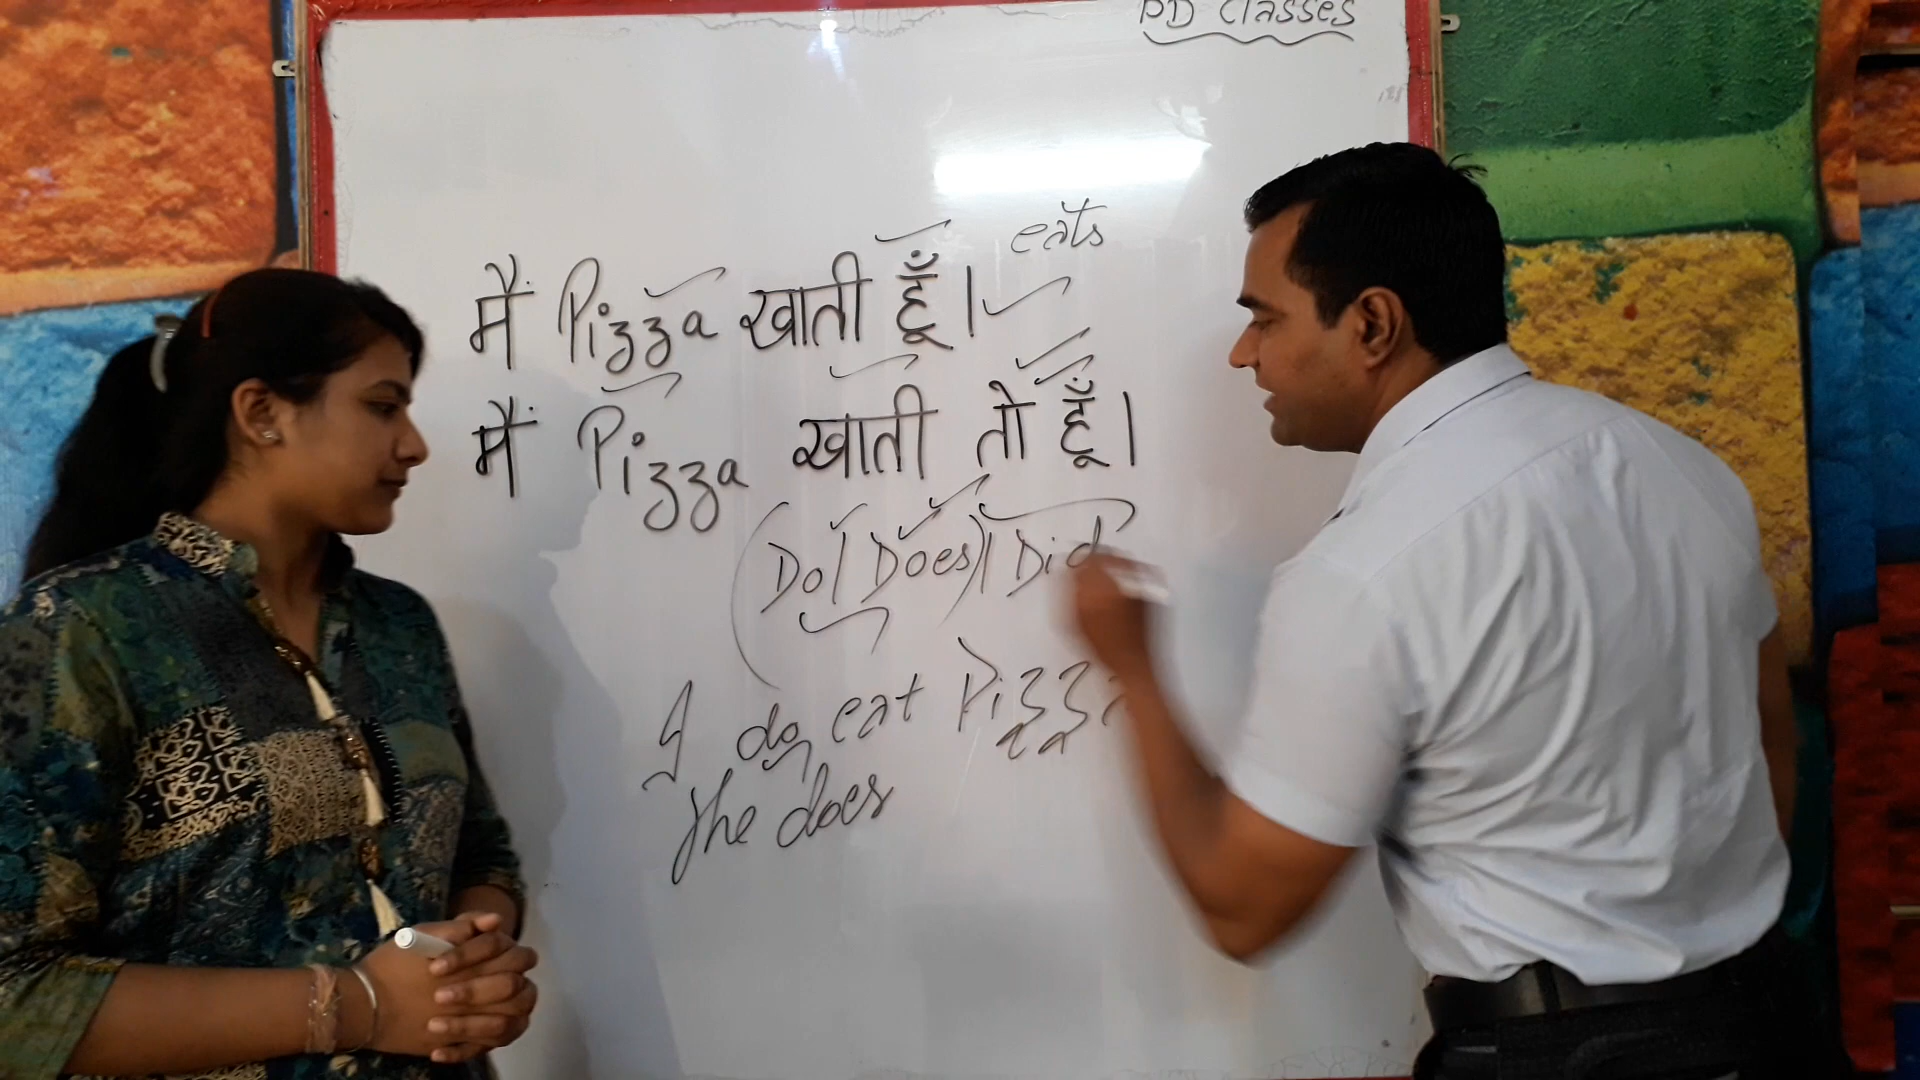 PD Classes
eats
मैं Pizza खाती हूँ।
मैं Pizza खाती तो हूँ।
(Do/Does)/Did
I do eat Pizza
She does